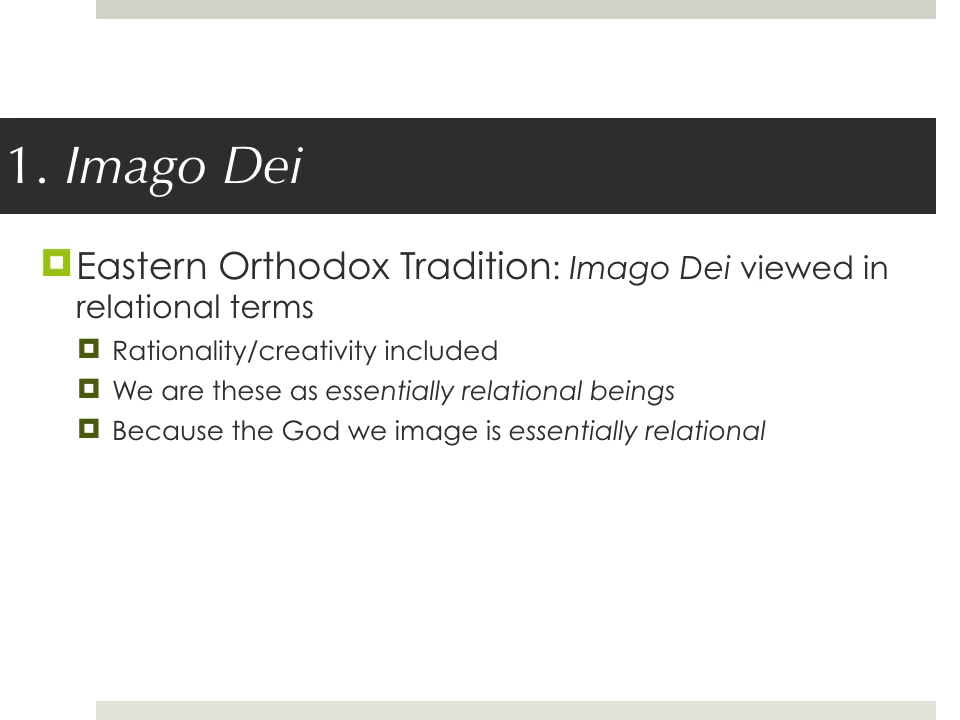 1. Imago Dei
Eastern Orthodox Tradition: Imago Dei viewed in
relational terms
Rationality/creativity included
We are these as essentially relational beings
Because the God we image is essentially relational